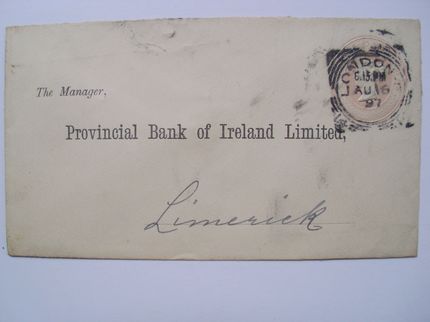 The Manager,
Provincial Bank of Ireland Limited,
Limerick
LONDON
6.15.PM
AU 16
97